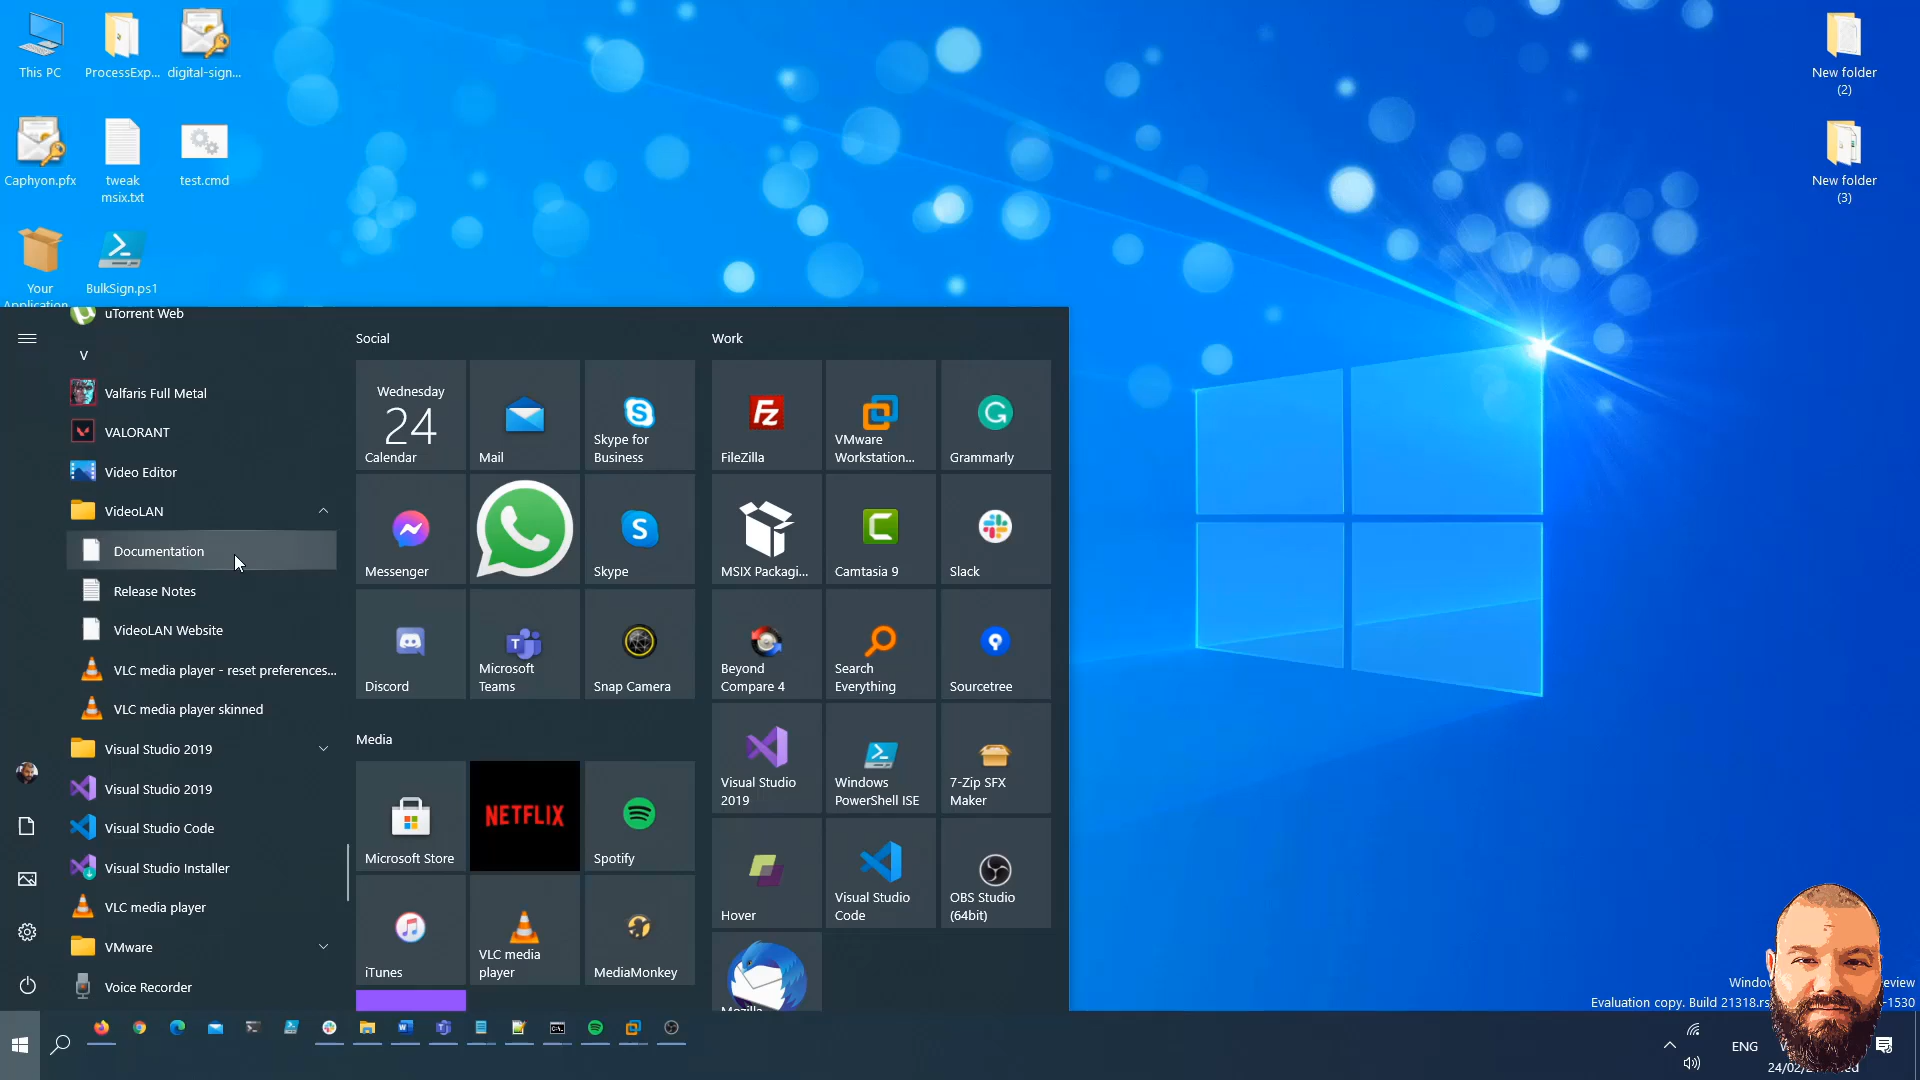 This PC
ProcessExp...
digital-sign...
Caphyon.pfx
tweak
msix.txt
test.cmd
Your
Application
BulkSign.ps1
New folder
(2)
New folder
(3)
uTorrent Web
V
Valfaris Full Metal
VALORANT
Video Editor
VideoLAN
Documentation
Release Notes
VideoLAN Website
VLC media player - reset preferences...
VLC media player skinned
Visual Studio 2019
Visual Studio 2019
Visual Studio Code
Visual Studio Installer
VLC media player
VMware
Voice Recorder
Social
Wednesday
24
Calendar
Mail
Skype for
Business
Messenger
Skype
Discord
Microsoft
Teams
Snap Camera
Media
Microsoft Store
NETFLIX
Spotify
iTunes
VLC media
player
MediaMonkey
Work
FileZilla
VMware
Workstation...
Grammarly
MSIX Packagi...
Camtasia 9
Slack
Beyond
Compare 4
Search
Everything
Sourcetree
Visual Studio
2019
Windows
PowerShell ISE
7-Zip SFX
Maker
Hover
Visual Studio
Code
OBS Studio
(64bit)
Evaluation copy. Build 21318.rs
-1530
ENG
24/02/